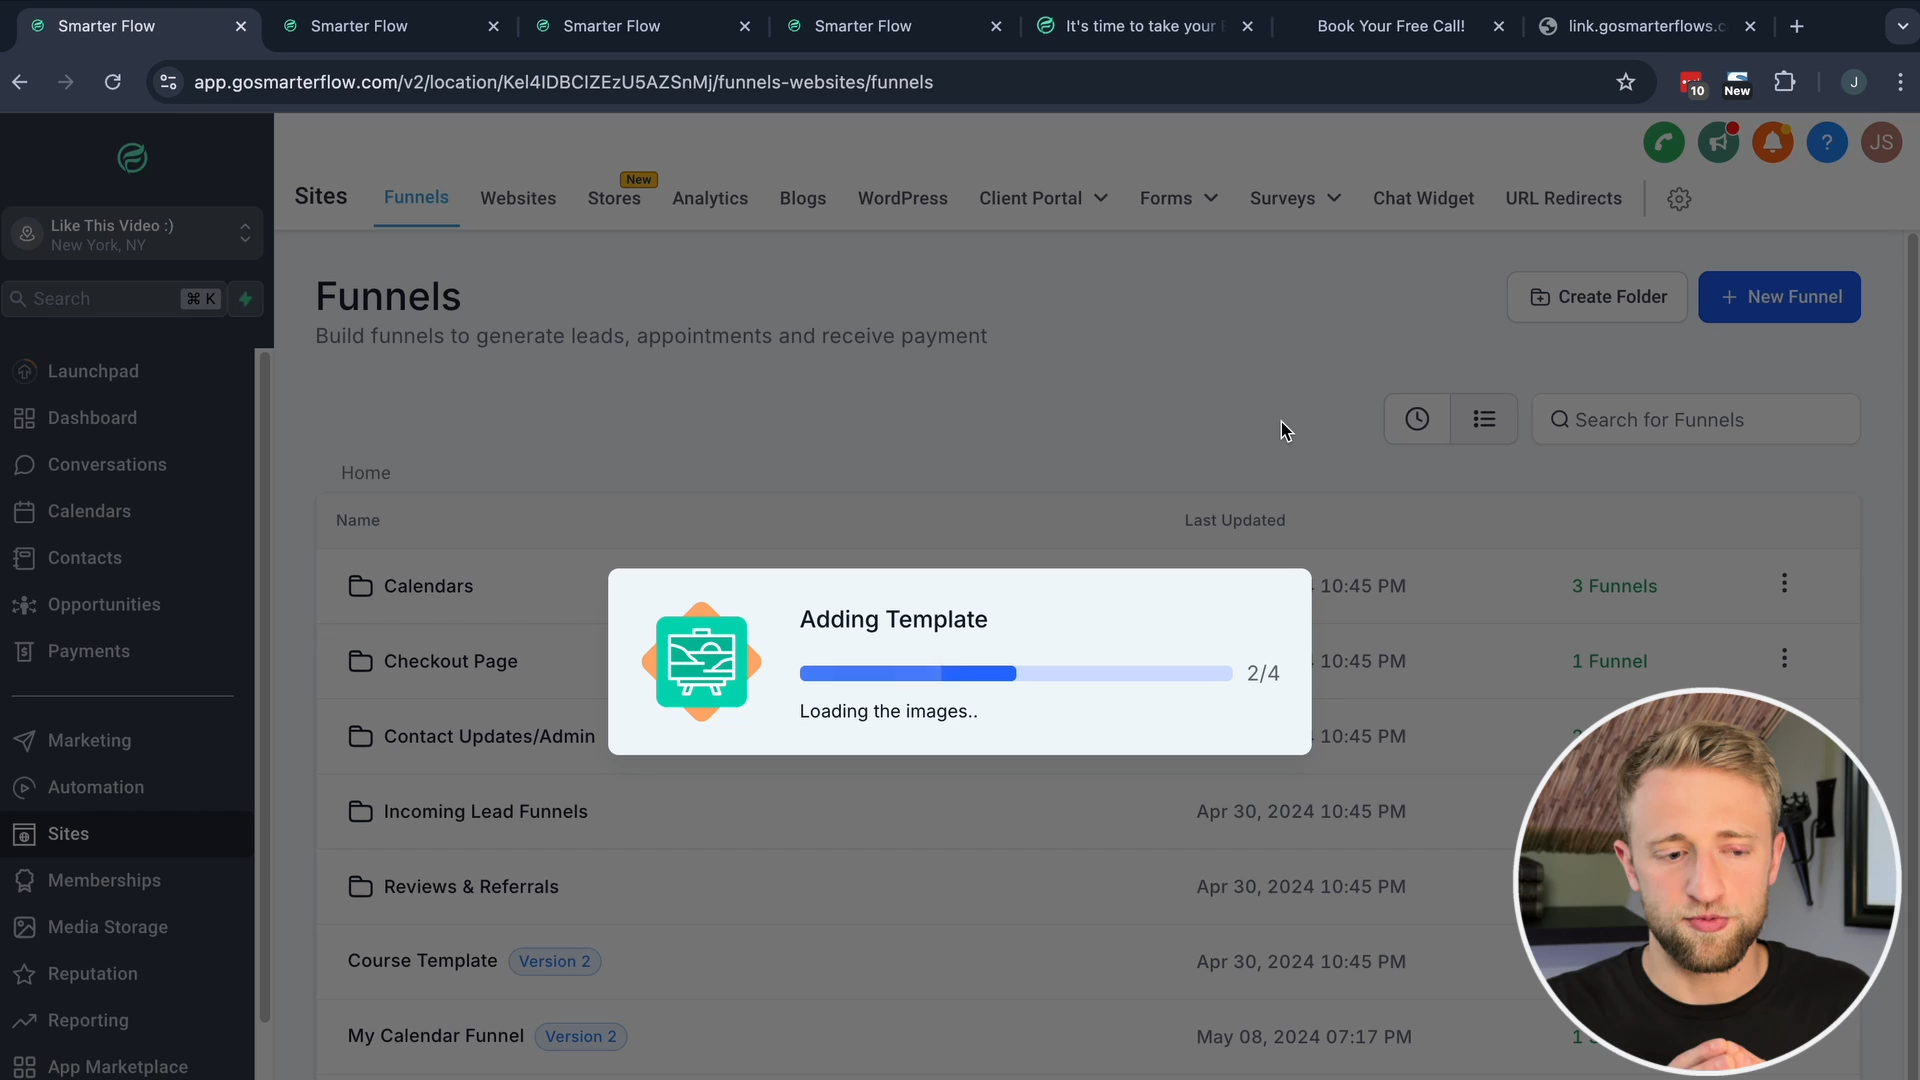 Smarter Flow
Smarter Flow
Smarter Flow
Smarter Flow
It's time to take your
Book Your Free Call!
link.gosmarterflows.c
app.gosmarterflow.com/v2/location/Kel4IDBCIZEzU5AZSnMj/funnels-websites/funnels
10
New
J
JS
Like This Video :)
New York, NY
Search
⌘ K
Launchpad
Dashboard
Conversations
Calendars
Contacts
Opportunities
Payments
Marketing
Automation
Sites
Memberships
Media Storage
Reputation
Reporting
App Marketplace
Sites
Funnels
Websites
New
Stores
Analytics
Blogs
WordPress
Client Portal
Forms
Surveys
Chat Widget
URL Redirects
Funnels
Build funnels to generate leads, appointments and receive payment
Create Folder
+ New Funnel
Search for Funnels
Home
Name
Last Updated
Calendars
10:45 PM
3 Funnels
Checkout Page
10:45 PM
1 Funnel
Contact Updates/Admin
10:45 PM
Incoming Lead Funnels
Apr 30, 2024 10:45 PM
Reviews & Referrals
Apr 30, 2024 10:45 PM
Course Template
Version 2
Apr 30, 2024 10:45 PM
My Calendar Funnel
Version 2
May 08, 2024 07:17 PM
1
Adding Template
2/4
Loading the images..